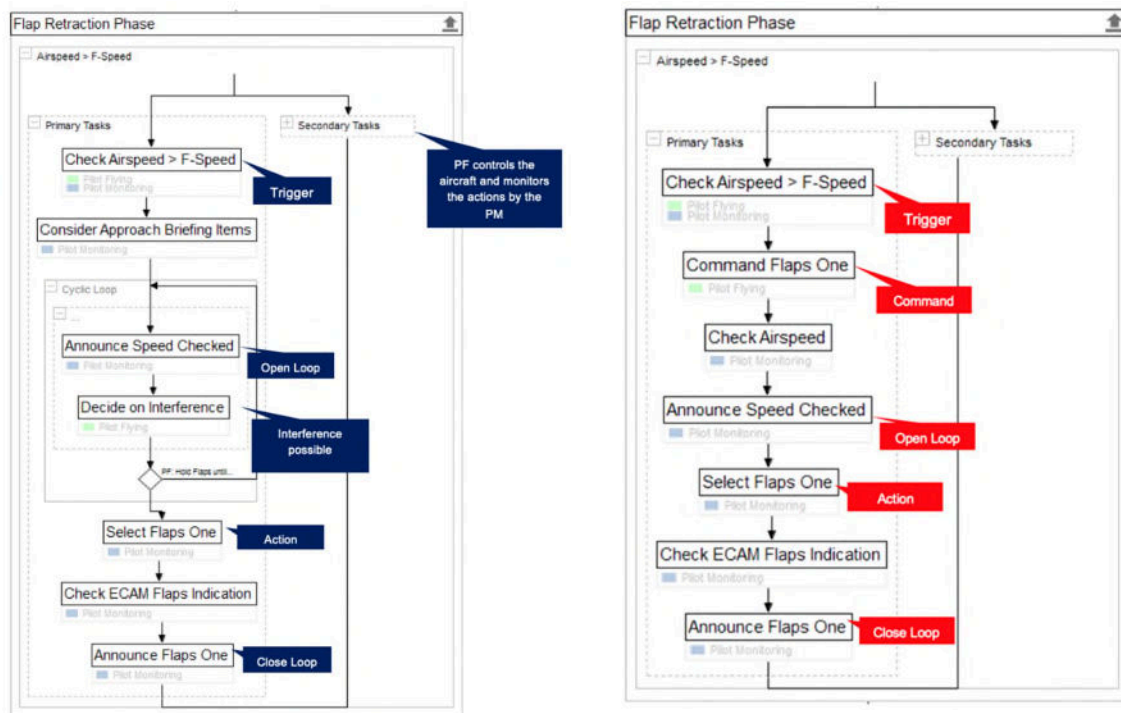 Flap Retraction Phase
Airspeed > F-Speed
Primary Tasks
Secondary Tasks
PF controls the
aircraft and monitors
the actions by the
PM
Check Airspeed > F-Speed
Pilot Flying
Pilot Monitoring
Trigger
Consider Approach Briefing Items
Pilot Monitoring
Cyclic Loop
...
Announce Speed Checked
Pilot Monitoring
Open Loop
Decide on Interference
Pilot Flying
Interference
possible
PF: Hold Flaps until...
Select Flaps One
Pilot Monitoring
Action
Check ECAM Flaps Indication
Pilot Monitoring
Announce Flaps One
Pilot Monitoring
Close Loop
Flap Retraction Phase
Airspeed > F-Speed
Primary Tasks
Secondary Tasks
Check Airspeed > F-Speed
Pilot Flying
Pilot Monitoring
Trigger
Command Flaps One
Pilot Flying
Command
Check Airspeed
Pilot Monitoring
Announce Speed Checked
Pilot Monitoring
Open Loop
Select Flaps One
Pilot Monitoring
Action
Check ECAM Flaps Indication
Pilot Monitoring
Announce Flaps One
Pilot Monitoring
Close Loop